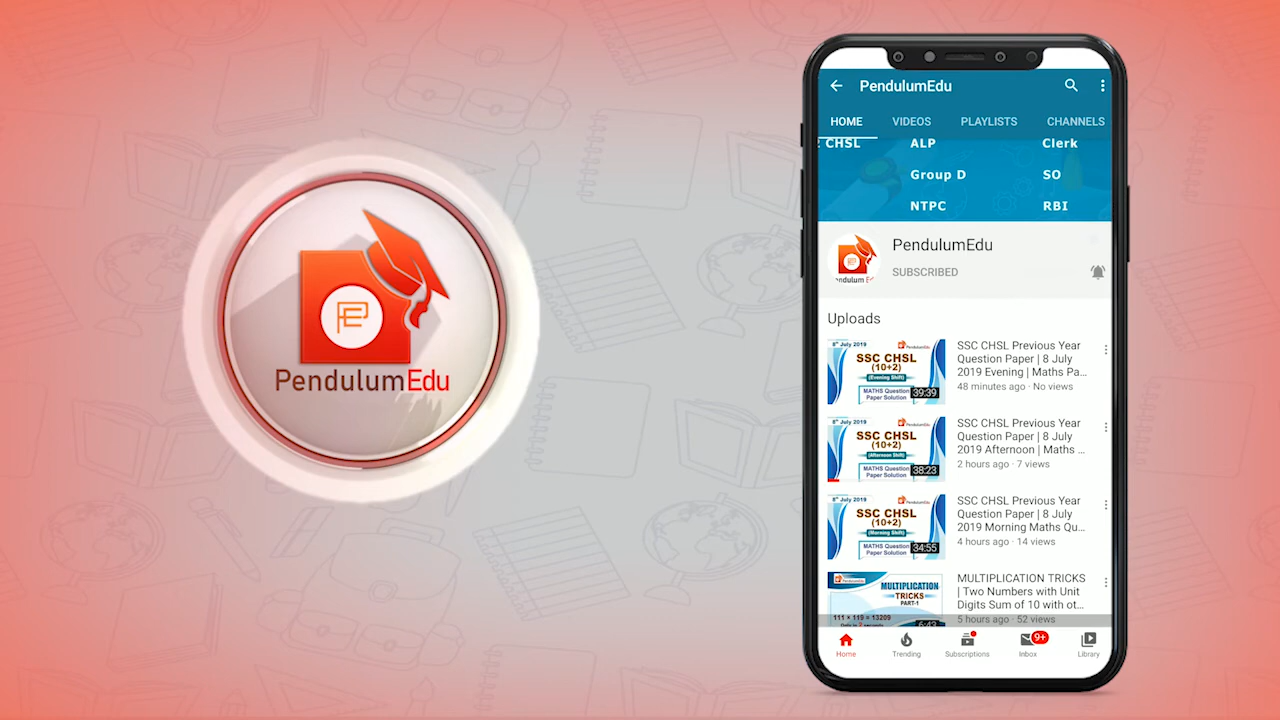 PE
PendulumEdu
PendulumEdu
HOME VIDEOS PLAYLISTS CHANNELS
CHSL ALP Clerk
Group D SO
NTPC RBI
PendulumEdu
SUBSCRIBED
Uploads
8th July 2019 PendulumEdu
SSC CHSL
(10+2)
(Evening Shift)
MATHS Question
Paper Solution
39:39
SSC CHSL Previous Year
Question Paper | 8 July
2019 Evening | Maths Pa...
48 minutes ago · No views
8th July 2019 PendulumEdu
SSC CHSL
(10+2)
(Afternoon Shift)
MATHS Question
Paper Solution
38:23
SSC CHSL Previous Year
Question Paper | 8 July
2019 Afternoon | Maths ...
2 hours ago · 7 views
8th July 2019 PendulumEdu
SSC CHSL
(10+2)
(Morning Shift)
MATHS Question
Paper Solution
34:55
SSC CHSL Previous Year
Question Paper | 8 July
2019 Morning Maths Qu...
4 hours ago · 14 views
PendulumEdu
MULTIPLICATION
TRICKS
PART-1
111 × 119 = 13209
6:43
MULTIPLICATION TRICKS
| Two Numbers with Unit
Digits Sum of 10 with ot...
5 hours ago · 52 views
9+
Home Trending Subscriptions Inbox Library